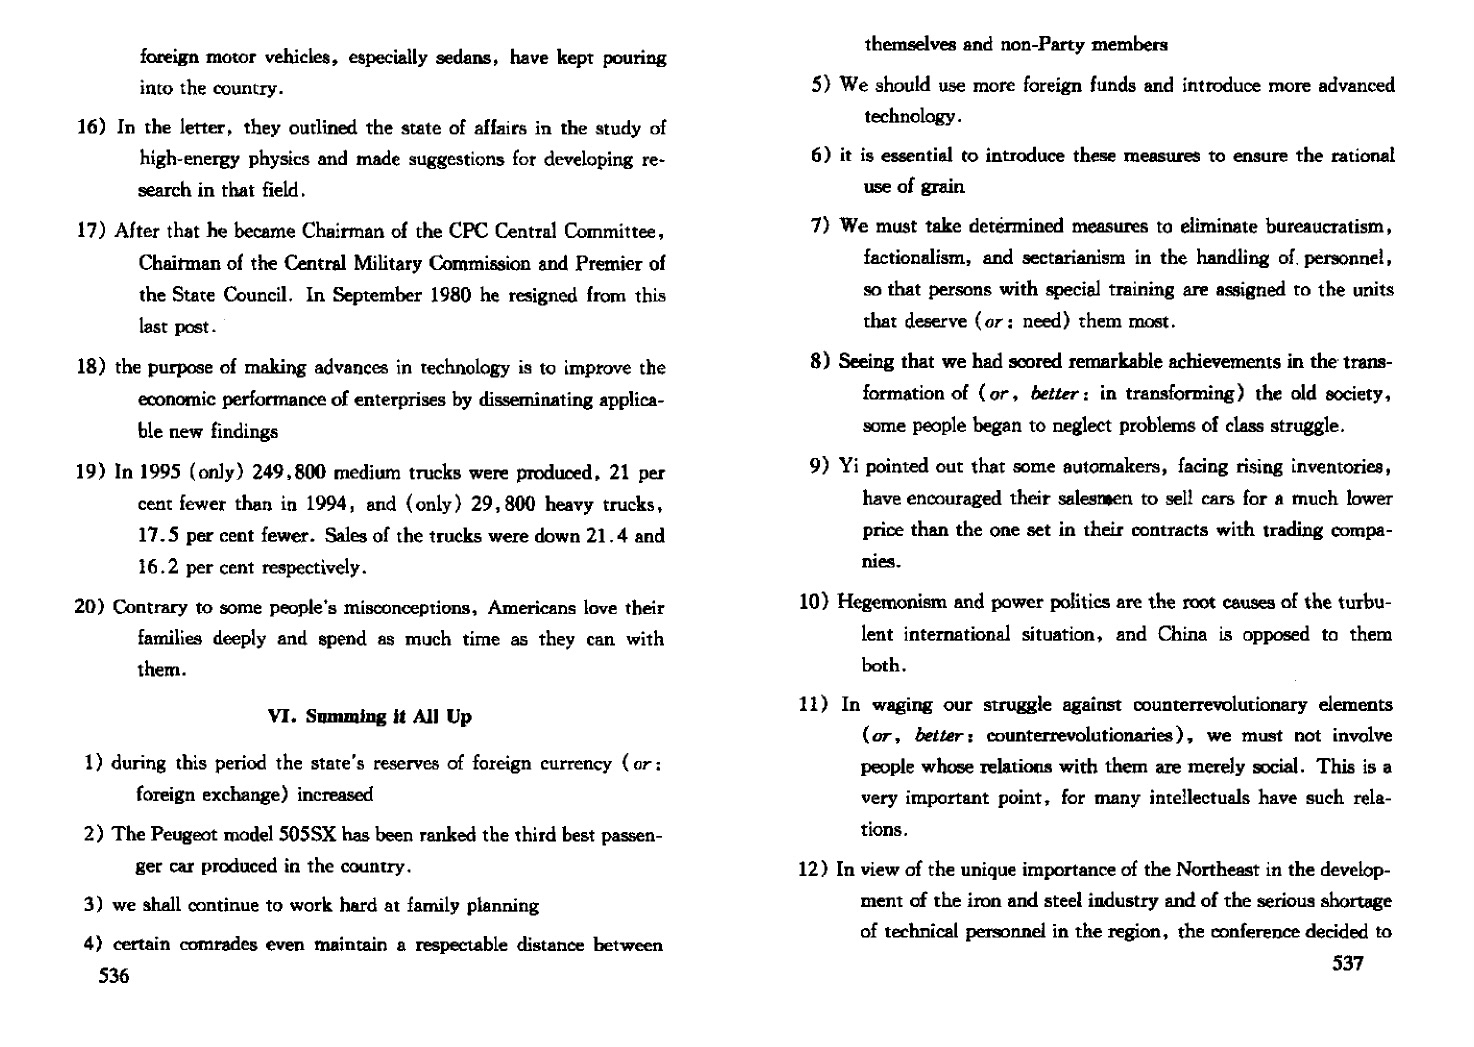 foreign motor vehicles, especially sedans, have kept pouring
into the country.
16) In the letter, they outlined the state of affairs in the study of
high-energy physics and made suggestions for developing re-
search in that field.
17) After that he became Chairman of the CPC Central Committee,
Chairman of the Central Military Commission and Premier of
the State Council. In September 1980 he resigned from this
last post.
18) the purpose of making advances in technology is to improve the
economic performance of enterprises by disseminating applica-
ble new findings
19) In 1995 (only) 249,800 medium trucks were produced, 21 per
cent fewer than in 1994, and (only) 29,800 heavy trucks,
17.5 per cent fewer. Sales of the trucks were down 21.4 and
16.2 per cent respectively.
20) Contrary to some people's misconceptions, Americans love their
families deeply and spend as much time as they can with
them.
VI. Summing it All Up
1) during this period the state's reserves of foreign currency (or:
foreign exchange) increased
2) The Peugeot model 505SX has been ranked the third best passen-
ger car produced in the country.
3) we shall continue to work hard at family planning
4) certain comrades even maintain a respectable distance between
536
themselves and non-Party members
5) We should use more foreign funds and introduce more advanced
technology.
6) it is essential to introduce these measures to ensure the rational
use of grain
7) We must take determined measures to eliminate bureaucratism,
factionalism, and sectarianism in the handling of personnel,
so that persons with special training are assigned to the units
that deserve (or: need) them most.
8) Seeing that we had scored remarkable achievements in the trans-
formation of (or, better: in transforming) the old society,
some people began to neglect problems of class struggle.
9) Yi pointed out that some automakers, facing rising inventories,
have encouraged their salesmen to sell cars for a much lower
price than the one set in their contracts with trading compa-
nies.
10) Hegemonism and power politics are the root causes of the turbu-
lent international situation, and China is opposed to them
both.
11) In waging our struggle against counterrevolutionary elements
(or, better: counterrevolutionaries), we must not involve
people whose relations with them are merely social. This is a
very important point, for many intellectuals have such rela-
tions.
12) In view of the unique importance of the Northeast in the develop-
ment of the iron and steel industry and of the serious shortage
of technical personnel in the region, the conference decided to
537